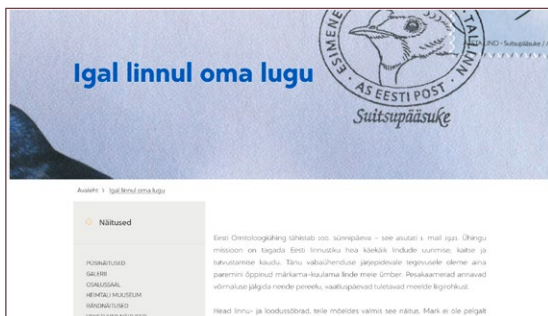 Igal linnul oma lugu
ESIMENE
TALLINN
AS EESTI POST
Suitsupääsuke
Avaleht > Igal linnul oma lugu
Näitused
PÜSINÄITUSED
GALERII
OSALUSSAAL
HEIMTALI MUUSEUM
RÄNDNÄITUSED
Eesti Ornitoloogiaühing tähistab 100. sünnipäeva – see asutati 1. mail 1921. Ühingu
missioon on tagada Eesti linnustiku hea käekäik lindude uurimise, kaitse ja
tutvustamise kaudu. Tänu vabaühenduse järjepidevale tegevusele oleme aina
paremini õppinud märkama-kuulama linde meie ümber. Pesakaamerad annavad
võimaluse jälgida nende pereelu, vaatluspäevad tuletavad meelde liigirohkust.
Head linnu- ja loodussõbrad, teile mõeldes valmis see näitus. Mark ei ole pelgalt